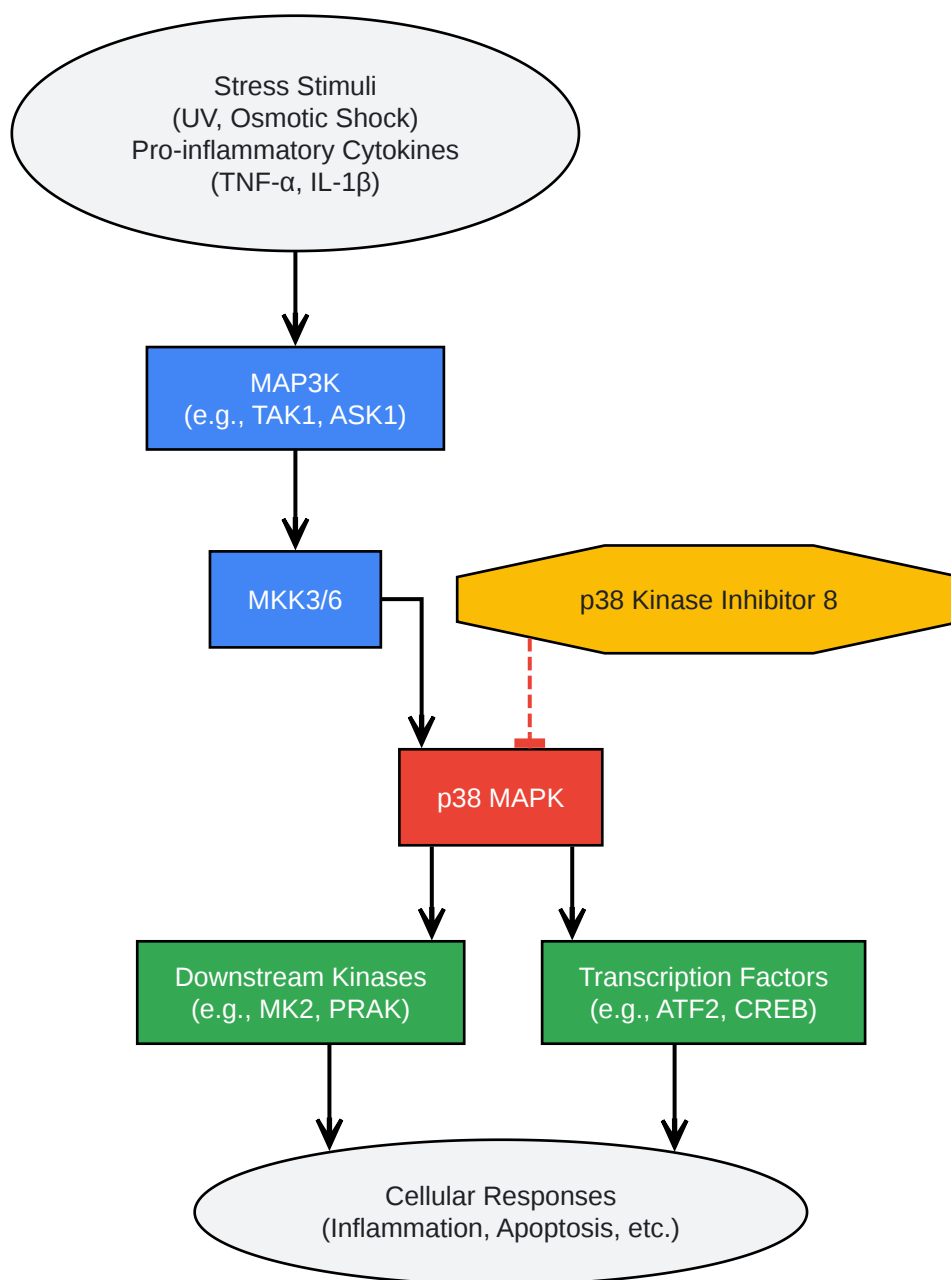 Stress Stimuli
(UV, Osmotic Shock)
Pro-inflammatory Cytokines
(TNF-α, IL-1β)
MAP3K
(e.g., TAK1, ASK1)
MKK3/6
p38 Kinase Inhibitor 8
p38 MAPK
Downstream Kinases
(e.g., MK2, PRAK)
Transcription Factors
(e.g., ATF2, CREB)
Cellular Responses
(Inflammation, Apoptosis, etc.)